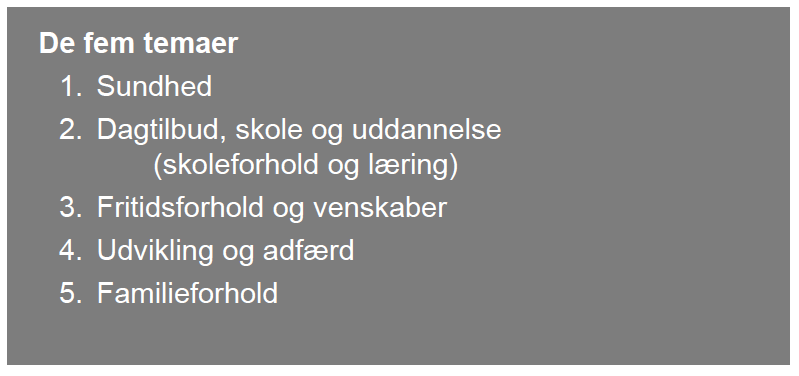 De fem temaer
1. Sundhed
2. Dagtilbud, skole og uddannelse
(skoleforhold og læring)
3. Fritidsforhold og venskaber
4. Udvikling og adfærd
5. Familieforhold